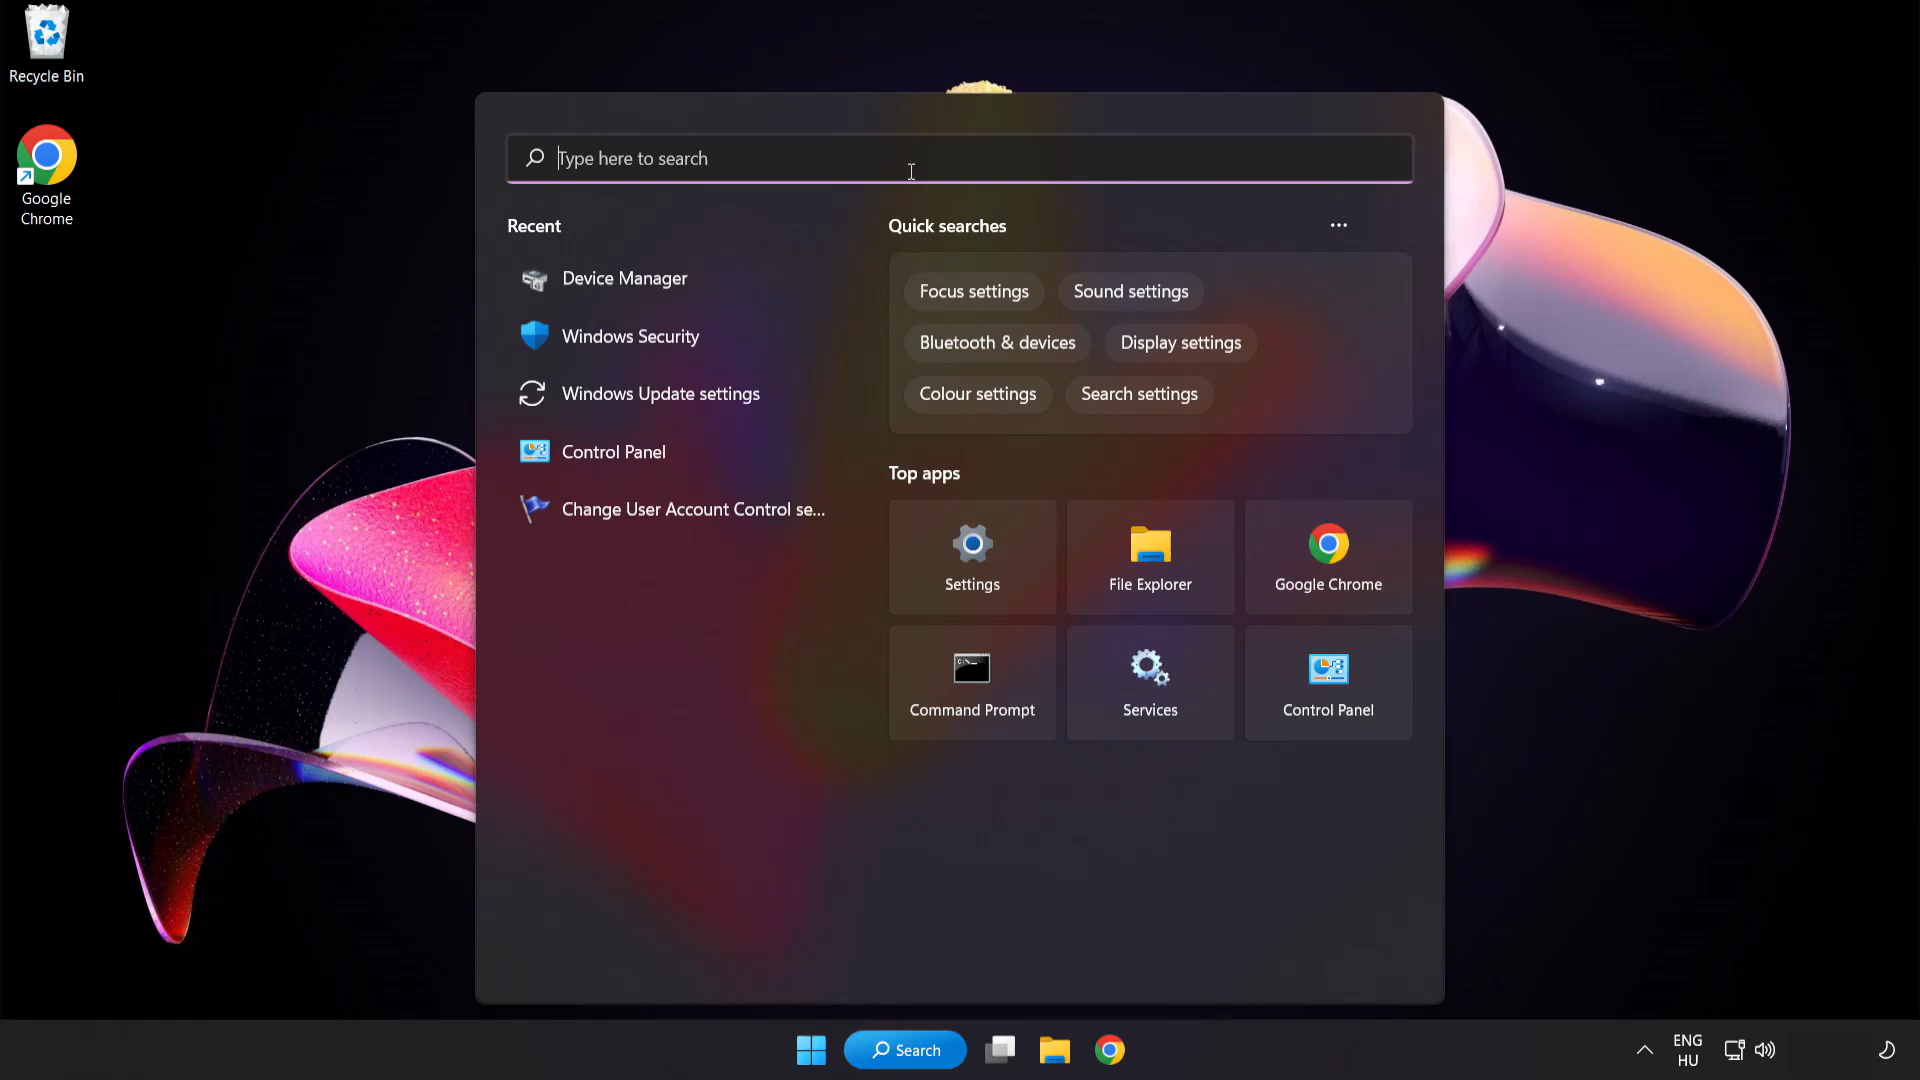 Recycle Bin
Google
Chrome
Type here to search
Recent
Quick searches
Device Manager
Focus settings
Sound settings
Windows Security
Bluetooth & devices
Display settings
Windows Update settings
Colour settings
Search settings
Control Panel
Top apps
Change User Account Control se...
Settings
File Explorer
Google Chrome
Command Prompt
Services
Control Panel
Search
ENG
HU